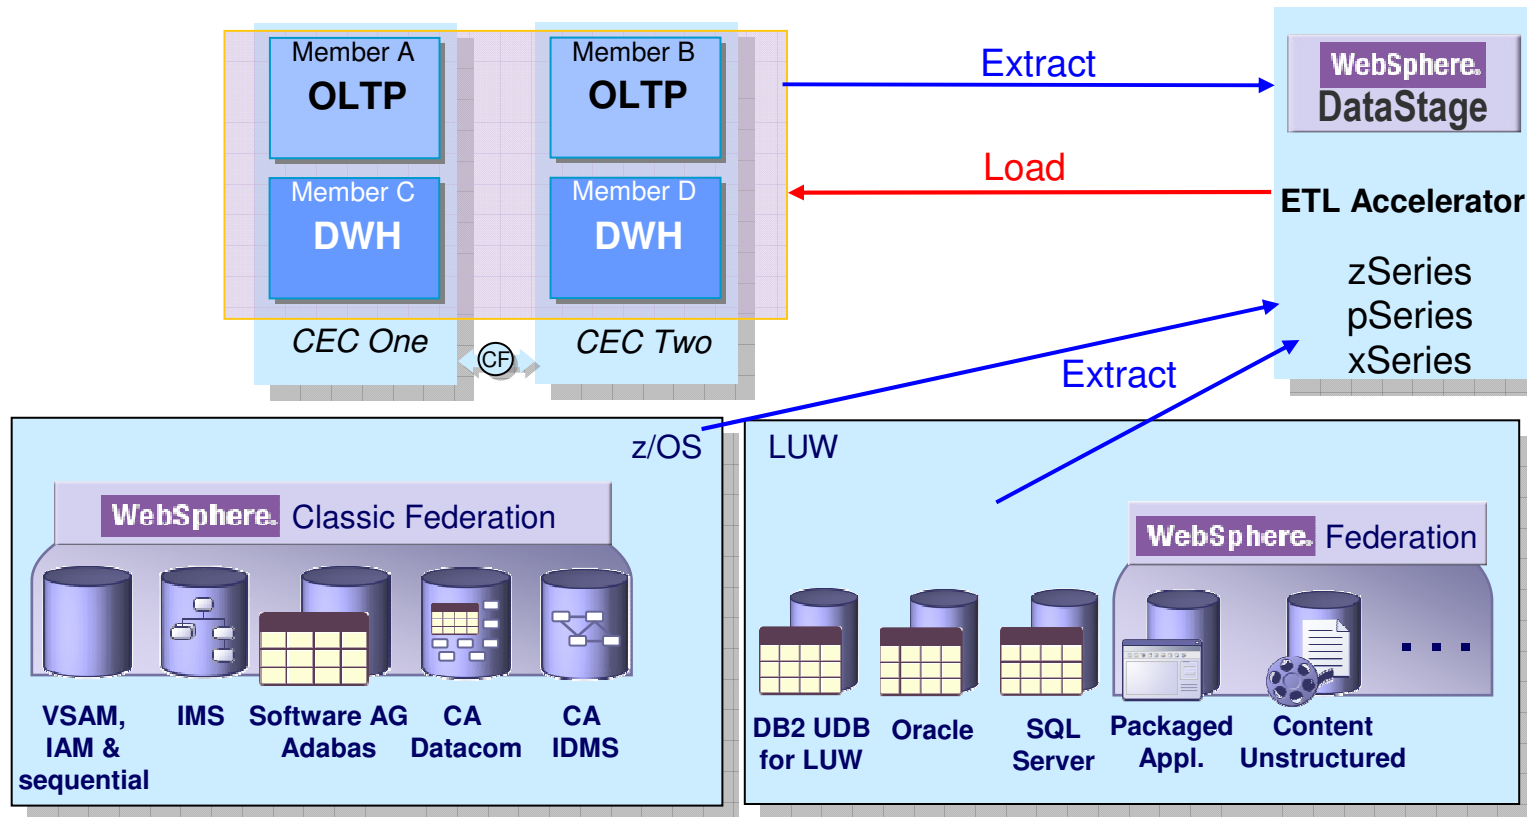 Member A
OLTP
Member B
OLTP
Member C
DWH
Member D
DWH
CEC One
CF
CEC Two
Extract
Load
WebSphere®
DataStage
ETL Accelerator
zSeries
pSeries
xSeries
Extract
z/OS
WebSphere® Classic Federation
VSAM,
IAM &
sequential
IMS
Software AG
Adabas
CA
Datacom
CA
IDMS
LUW
WebSphere® Federation
DB2 UDB
for LUW
Oracle
SQL
Server
Packaged
Appl.
Content
Unstructured
...